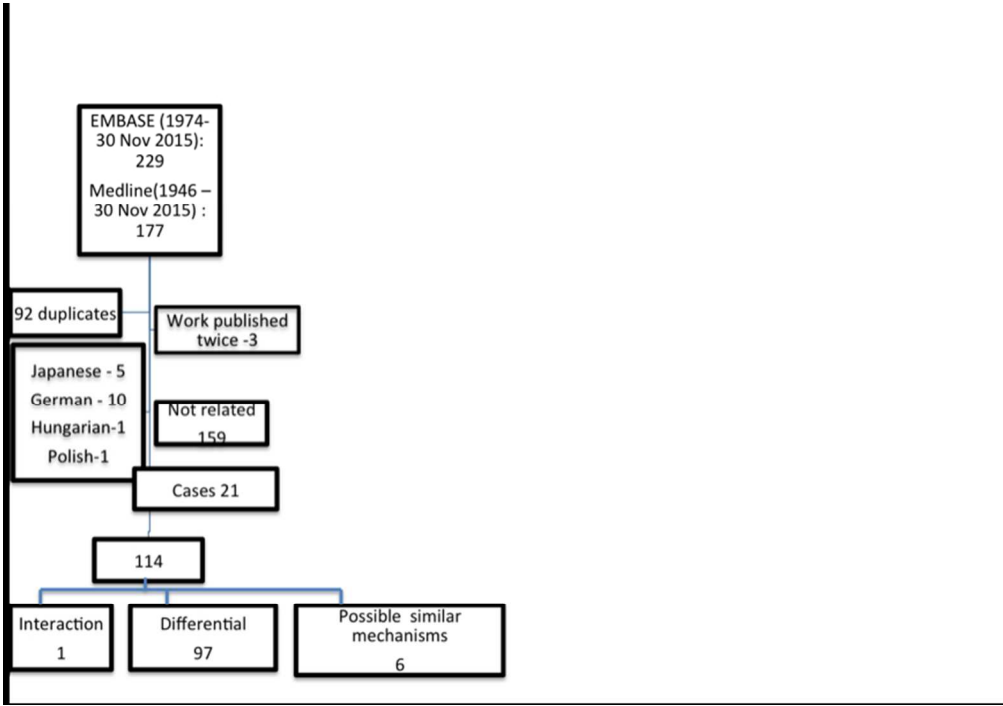 EMBASE (1974-
30 Nov 2015):
229
Medline(1946 –
30 Nov 2015) :
177
92 duplicates
Work published
twice -3
Japanese - 5
German - 10
Hungarian-1
Polish-1
Not related
159
Cases 21
114
Interaction
1
Differential
97
Possible similar
mechanisms
6